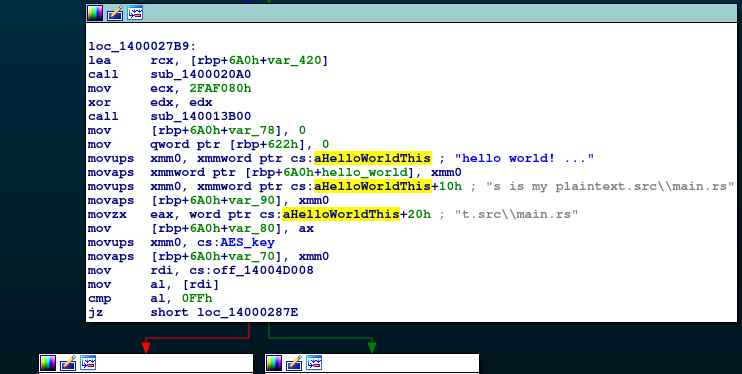 loc_1400027B9:
lea rcx, [rbp+6A0h+var_420]
call sub_1400020A0
mov ecx, 2FAF080h
xor edx, edx
call sub_140013B00
mov [rbp+6A0h+var_78], 0
mov qword ptr [rbp+622h], 0
movups xmm0, xmmword ptr cs:aHelloWorldThis ; "hello world! ..."
movaps xmmword ptr [rbp+6A0h+hello_world], xmm0
movups xmm0, xmmword ptr cs:aHelloWorldThis+10h ; "s is my plaintext.src\\main.rs"
movaps [rbp+6A0h+var_90], xmm0
movzx eax, word ptr cs:aHelloWorldThis+20h ; "t.src\\main.rs"
mov [rbp+6A0h+var_80], ax
movups xmm0, cs:AES_key
movaps [rbp+6A0h+var_70], xmm0
mov rdi, cs:off_14004D008
mov al, [rdi]
cmp al, 0FFh
jz short loc_14000287E